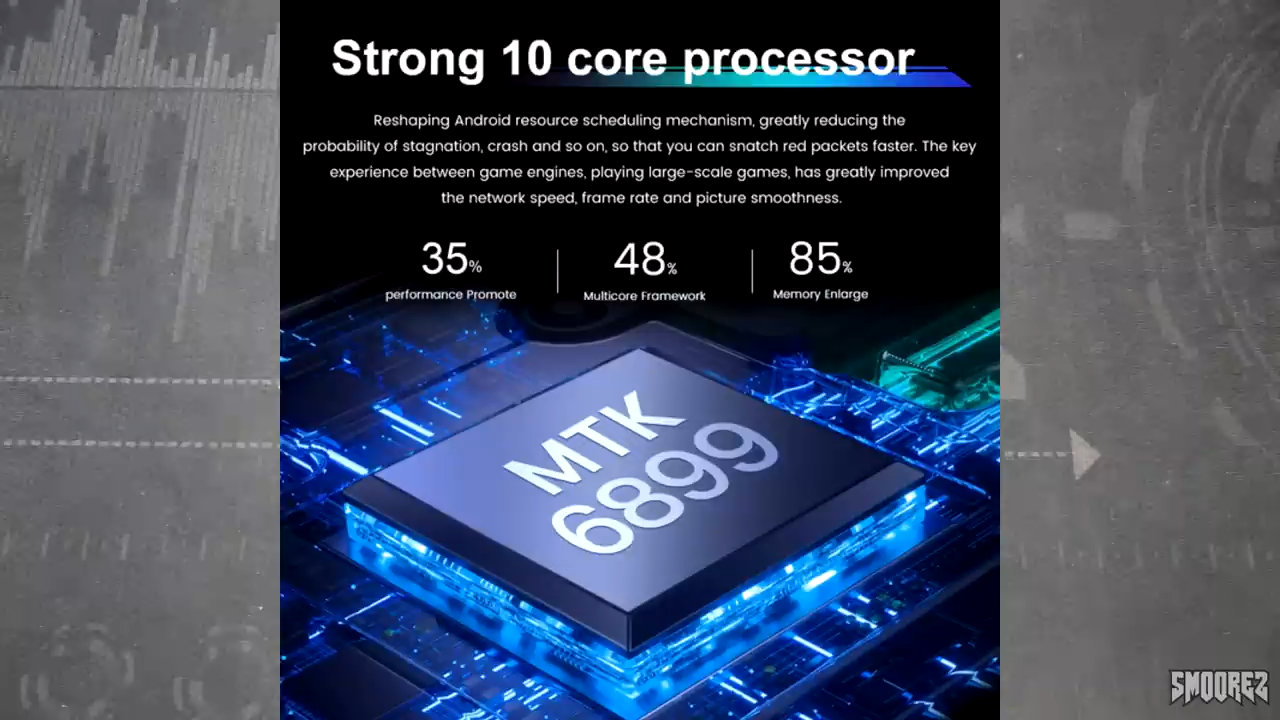 Strong 10 core processor
Reshaping Android resource scheduling mechanism, greatly reducing the
probability of stagnation, crash and so on, so that you can snatch red packets faster. The key
experience between game engines, playing large-scale games, has greatly improved
the network speed, frame rate and picture smoothness.
35% 48% 85%
performance Promote Multicore Framework Memory Enlarge
MTK
6899
SMOOREZ